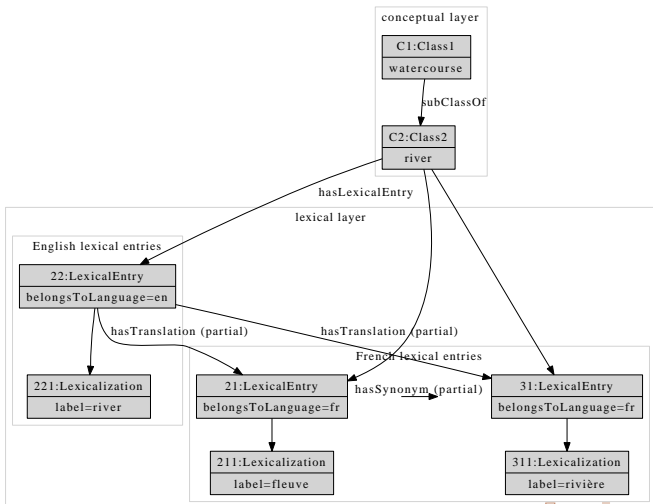 conceptual layer
C1:Class1
watercourse
subClassOf
C2:Class2
river
hasLexicalEntry
lexical layer
English lexical entries
22:LexicalEntry
belongsToLanguage=en
hasTranslation (partial)
hasTranslation (partial)
French lexical entries
221:Lexicalization
label=river
21:LexicalEntry
belongsToLanguage=fr
hasSynonym (partial)
31:LexicalEntry
belongsToLanguage=fr
211:Lexicalization
label=fleuve
311:Lexicalization
label=rivière